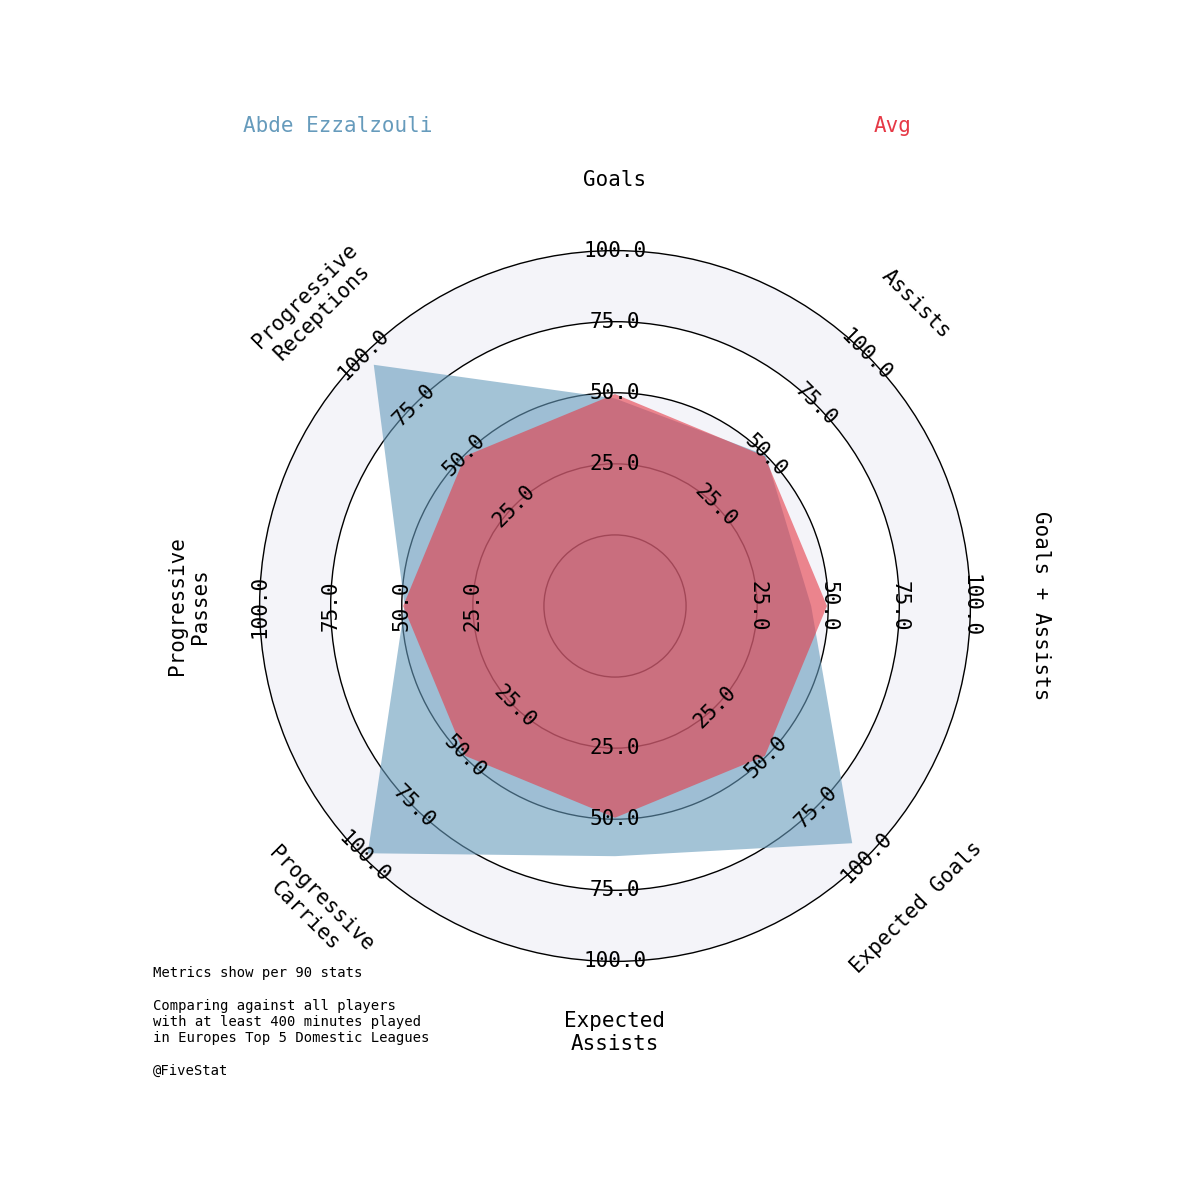 Abde Ezzalzouli
Avg
Goals
Assists
Goals + Assists
Expected Goals
Expected
Assists
Progressive
Carries
Progressive
Passes
Progressive
Receptions
25.0
50.0
75.0
100.0
25.0
50.0
75.0
100.0
25.0
50.0
75.0
100.0
25.0
50.0
75.0
100.0
25.0
50.0
75.0
100.0
25.0
50.0
75.0
100.0
25.0
50.0
75.0
100.0
25.0
50.0
75.0
100.0
Metrics show per 90 stats
Comparing against all players
with at least 400 minutes played
in Europes Top 5 Domestic Leagues
@FiveStat